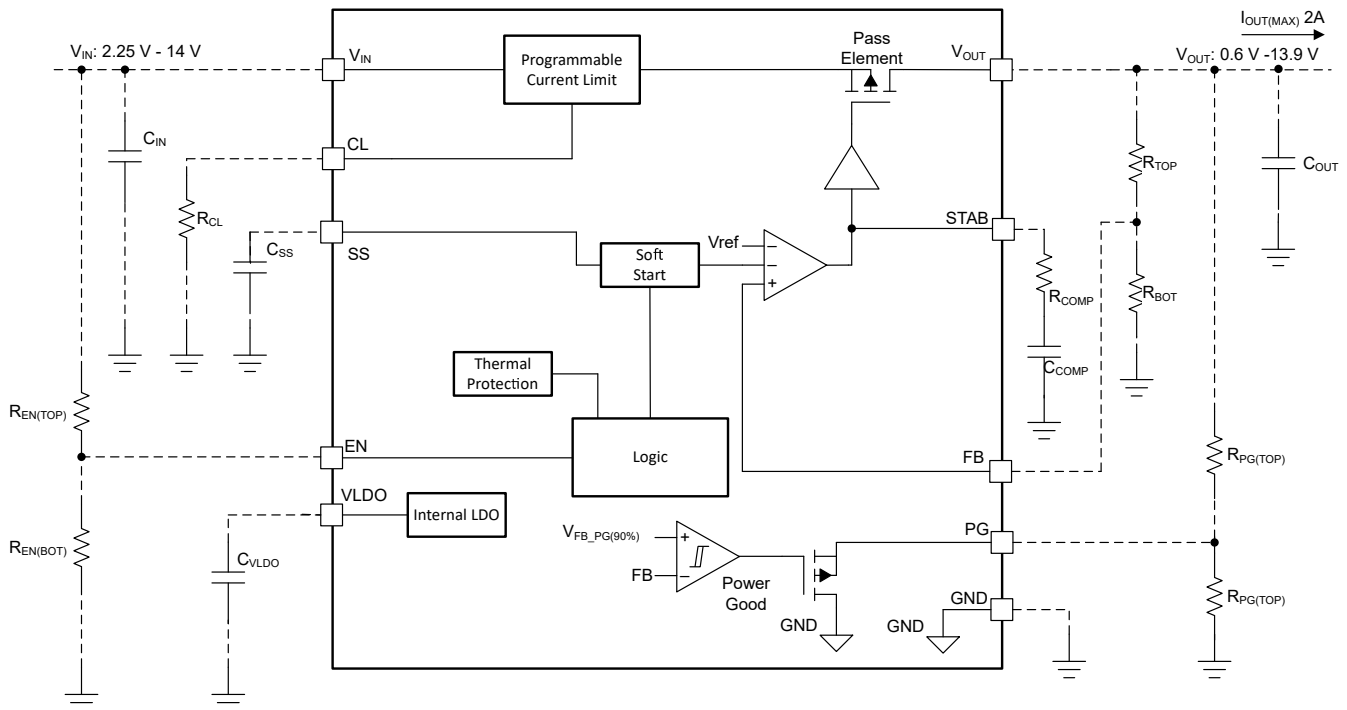 I_OUT(MAX) 2A
V_IN: 2.25 V - 14 V
V_OUT: 0.6 V -13.9 V
V_IN
Programmable
Current Limit
Pass
Element
V_OUT
C_IN
CL
R_CL
R_TOP
C_OUT
STAB
C_SS
SS
Soft
Start
Vref
−
−
+
R_COMP
R_BOT
C_COMP
Thermal
Protection
R_EN(TOP)
EN
Logic
FB
R_PG(TOP)
VLDO
Internal LDO
R_EN(BOT)
C_VLDO
V_FB_PG(90%)
+
FB
−
Power
Good
PG
GND
GND
GND
R_PG(TOP)